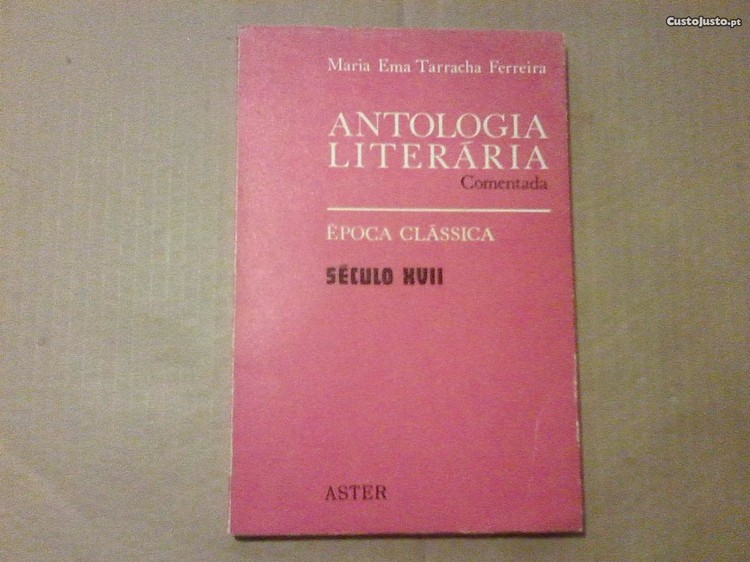 CustoJusto.pt
Maria Ema Tarracha Ferreira
ANTOLOGIA
LITERÁRIA
Comentada
ÉPOCA CLÁSSICA
SÉCULO XVII
ASTER